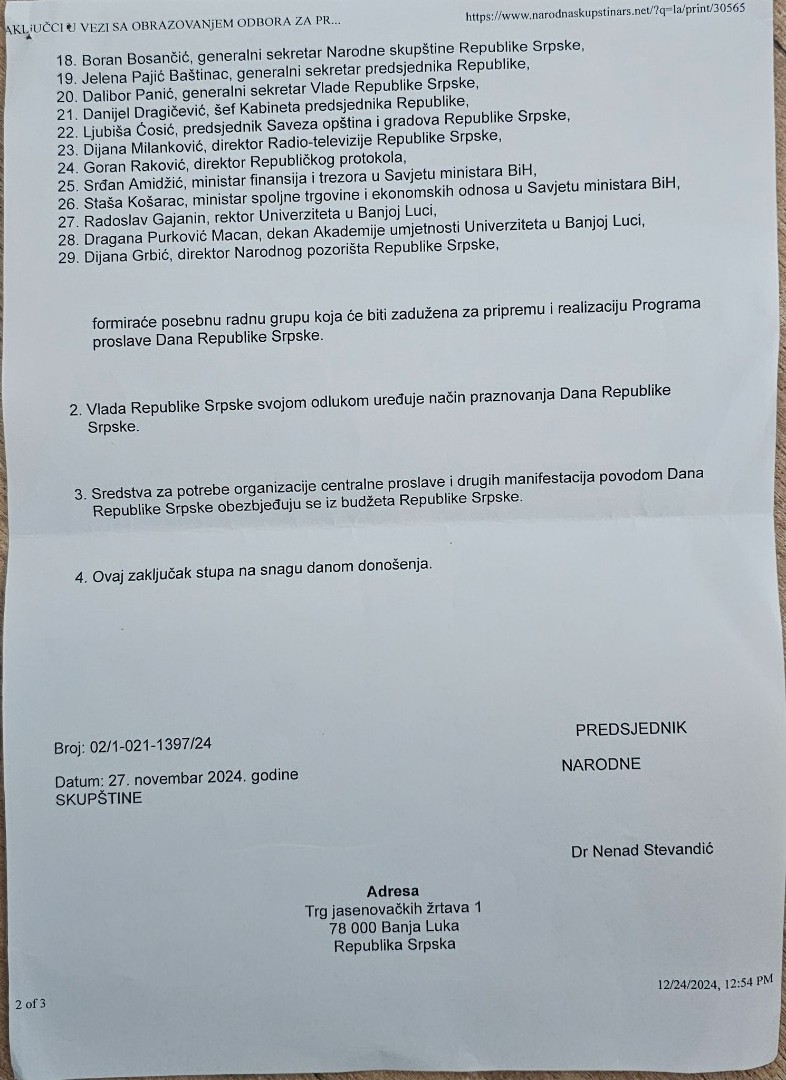 AKLjUČCI U VEZI SA OBRAZOVANjEM ODBORA ZA PR...
https://www.narodnaskupstinars.net/?q=la/print/30565
18. Boran Bosančić, generalni sekretar Narodne skupštine Republike Srpske,
19. Jelena Pajić Baštinac, generalni sekretar predsjednika Republike,
20. Dalibor Panić, generalni sekretar Vlade Republike Srpske,
21. Danijel Dragičević, šef Kabineta predsjednika Republike,
22. Ljubiša Ćosić, predsjednik Saveza opština i gradova Republike Srpske,
23. Dijana Milanković, direktor Radio-televizije Republike Srpske,
24. Goran Raković, direktor Republičkog protokola,
25. Srđan Amidžić, ministar finansija i trezora u Savjetu ministara BiH,
26. Staša Košarac, ministar spoljne trgovine i ekonomskih odnosa u Savjetu ministara BiH,
27. Radoslav Gajanin, rektor Univerziteta u Banjoj Luci,
28. Dragana Purković Macan, dekan Akademije umjetnosti Univerziteta u Banjoj Luci,
29. Dijana Grbić, direktor Narodnog pozorišta Republike Srpske,
formiraće posebnu radnu grupu koja će biti zadužena za pripremu i realizaciju Programa
proslave Dana Republike Srpske.
2. Vlada Republike Srpske svojom odlukom uređuje način praznovanja Dana Republike
Srpske.
3. Sredstva za potrebe organizacije centralne proslave i drugih manifestacija povodom Dana
Republike Srpske obezbjeđuju se iz budžeta Republike Srpske.
4. Ovaj zaključak stupa na snagu danom donošenja.
Broj: 02/1-021-1397/24
PREDSJEDNIK
Datum: 27. novembar 2024. godine
NARODNE
SKUPŠTINE
Dr Nenad Stevandić
Adresa
Trg jasenovačkih žrtava 1
78 000 Banja Luka
Republika Srpska
2 of 3
12/24/2024, 12:54 PM